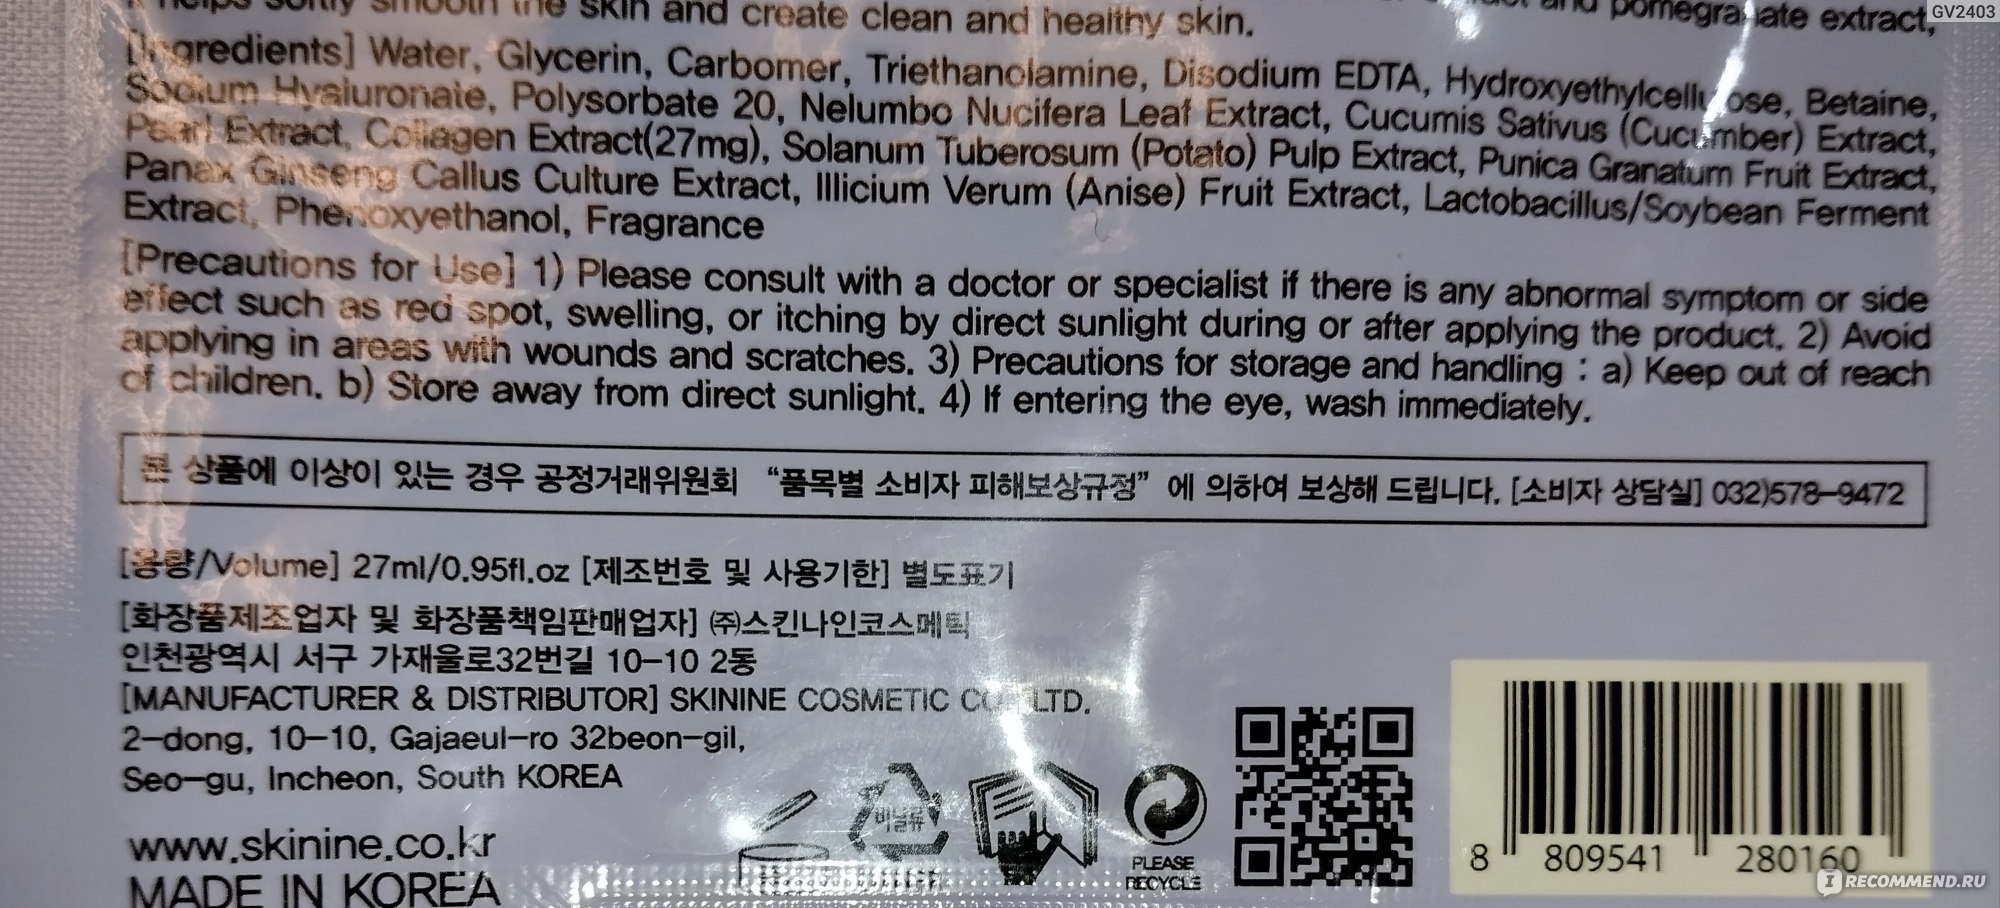 helps softly smooth the skin and create clean and healthy skin. and pomegranate extract,
GV2403
[Ingredients] Water, Glycerin, Carbomer, Triethanolamine, Disodium EDTA, Hydroxyethylcellulose, Betaine,
Sodium Hyaluronate, Polysorbate 20, Nelumbo Nucifera Leaf Extract, Cucumis Sativus (Cucumber) Extract,
Pearl Extract, Collagen Extract(27mg), Solanum Tuberosum (Potato) Pulp Extract, Punica Granatum Fruit Extract,
Panax Ginseng Callus Culture Extract, Illicium Verum (Anise) Fruit Extract, Lactobacillus/Soybean Ferment
Extract, Phenoxyethanol, Fragrance
[Precautions for Use] 1) Please consult with a doctor or specialist if there is any abnormal symptom or side
effect such as red spot, swelling, or itching by direct sunlight during or after applying the product. 2) Avoid
applying in areas with wounds and scratches. 3) Precautions for storage and handling : a) Keep out of reach
of children. b) Store away from direct sunlight. 4) If entering the eye, wash immediately.
본 상품에 이상이 있는 경우 공정거래위원회 “품목별 소비자 피해보상규정” 에 의하여 보상해 드립니다. [소비자 상담실] 032)578-9472
[용량/Volume] 27ml/0.95fl.oz [제조번호 및 사용기한] 별도표기
[화장품제조업자 및 화장품책임판매업자] ㈜스킨나인코스메틱
인천광역시 서구 가재울로32번길 10-10 2동
[MANUFACTURER & DISTRIBUTOR] SKININE COSMETIC LTD.
2-dong, 10-10, Gajaeul-ro 32beon-gil,
Seo-gu, Incheon, South KOREA
www.skinine.co.kr
MADE IN KOREA
비닐류
PLEASE
RECYCLE
8 809541 280160
IRECOMMEND.RU